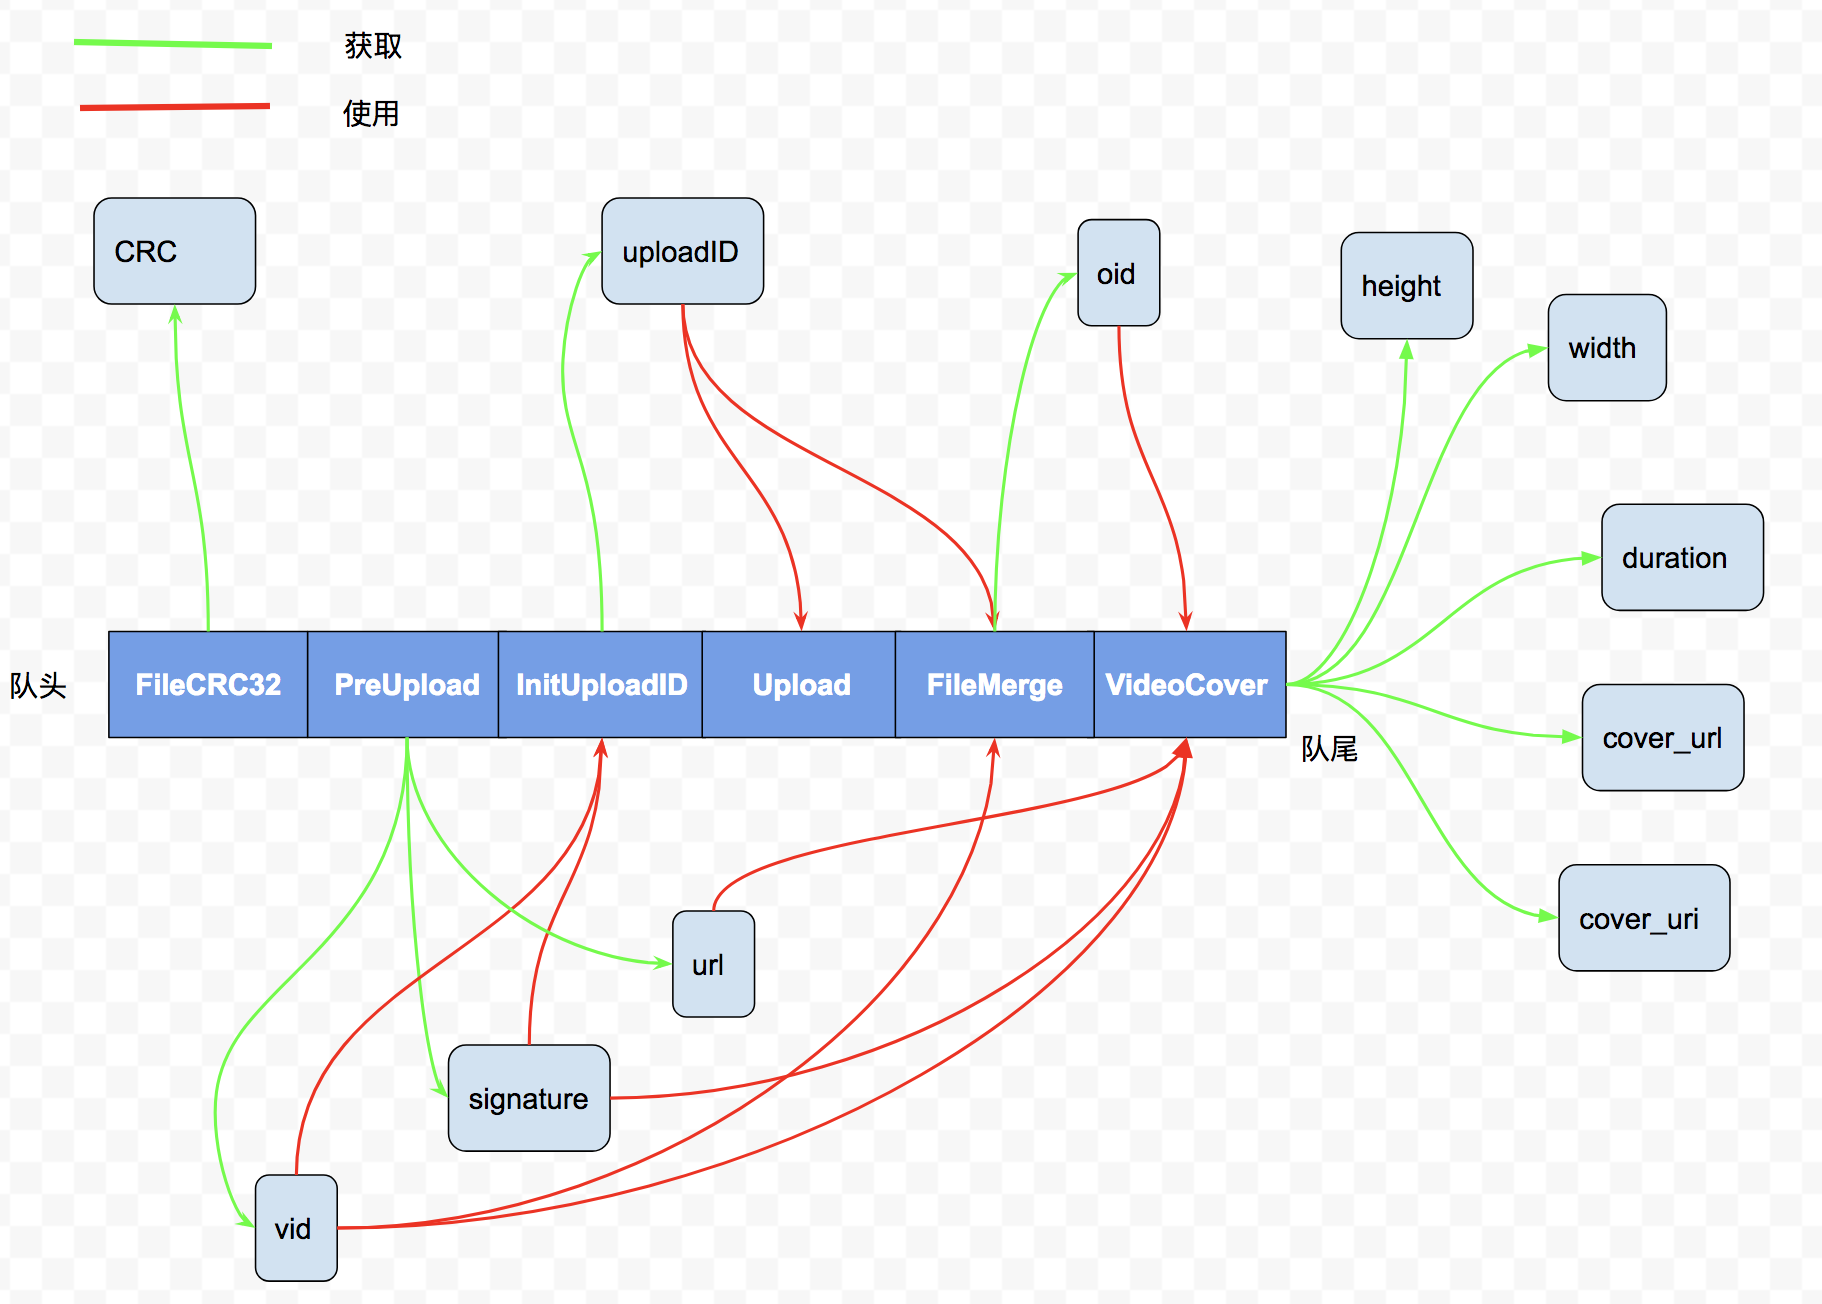 获取
使用
CRC
uploadID
oid
height
width
duration
队头
FileCRC32
PreUpload
InitUploadID
Upload
FileMerge
VideoCover
队尾
cover_url
cover_uri
url
signature
vid